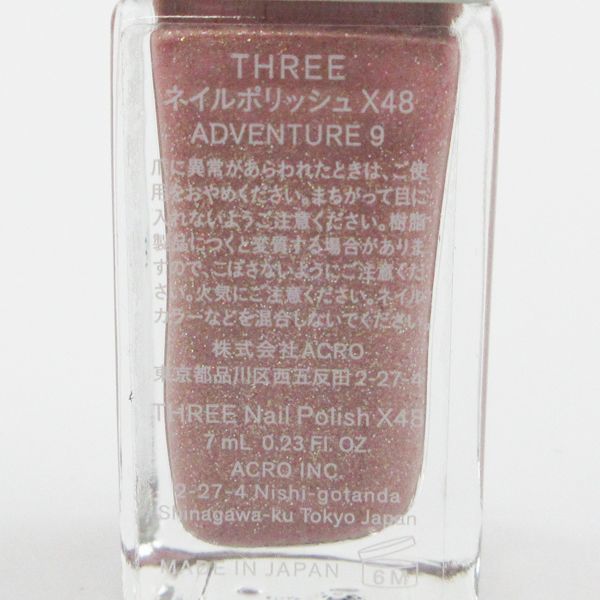 THREE
ネイルポリッシュ X48
ADVENTURE 9
爪に異常があらわれたときは、ご使
用をおやめください。まちがって目に
入れないようご注意ください。樹脂
製品につくと変質する場合がありま
すので、こぼさないようにご注意くだ
さい。火気にご注意ください。ネイル
カラーなどを混合しないでください。
株式会社ACRO
東京都品川区西五反田2-27-4
THREE Nail Polish X48
7 mL 0.23 Fl. OZ
ACRO INC.
2-27-4 Nishi-gotanda
Shinagawa-ku Tokyo Japan
MADE IN JAPAN
6M